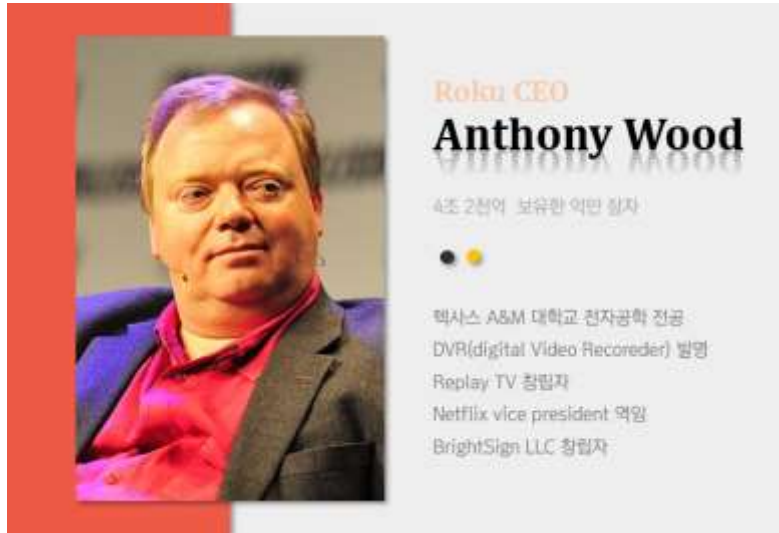 Roku CEO
Anthony Wood
4조 2천억 보유한 억만 장자
텍사스 A&M 대학교 전자공학 전공
DVR(digital Video Recoreder) 발명
Replay TV 창립자
Netflix vice president 역임
BrightSign LLC 창립자